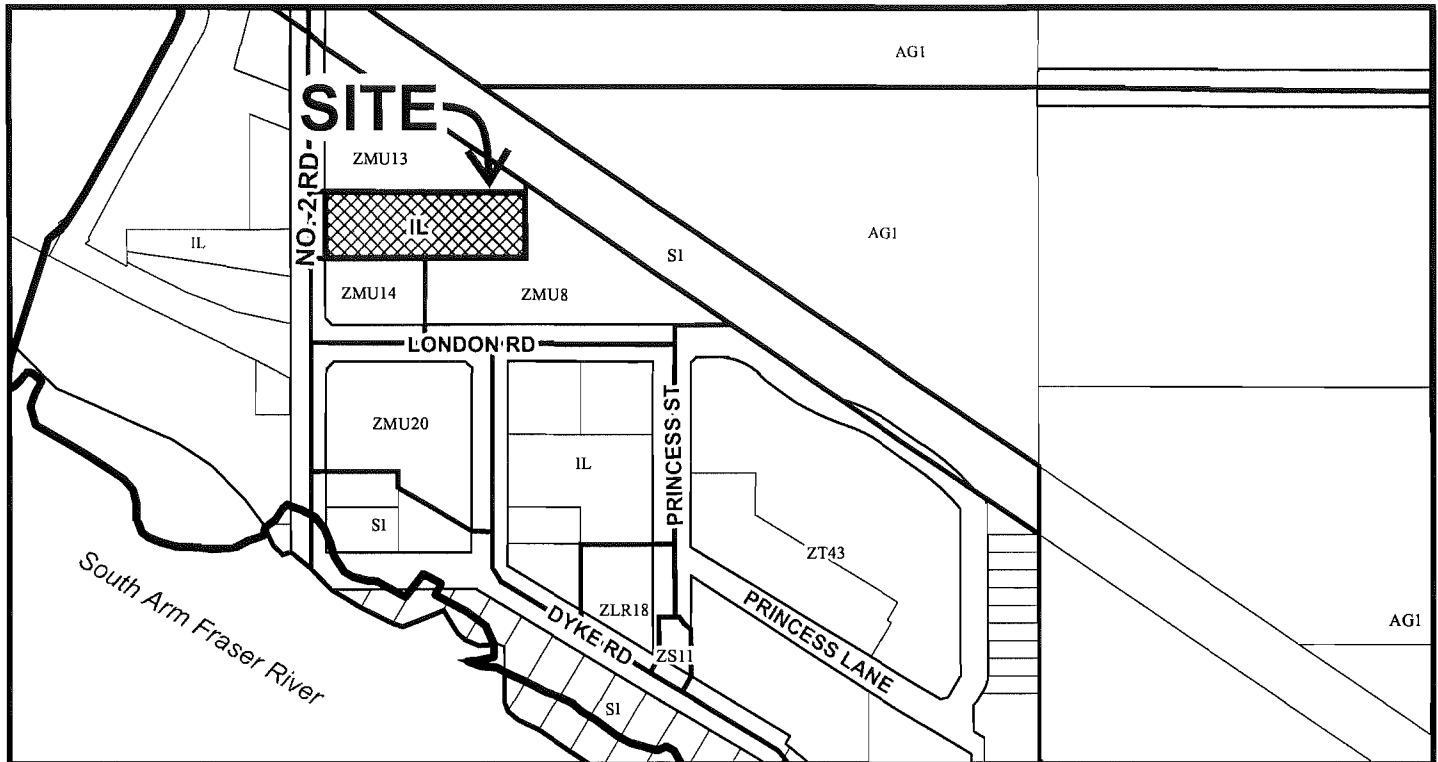 AG1
SITE
ZMU13
NO. 2 RD
IL
IL
AG1
S1
ZMU14
ZMU8
LONDON RD
ZMU20
PRINCESS ST
IL
S1
ZT43
South Arm Fraser River
DYKE RD
ZLR18
PRINCESS LANE
AG1
ZS11
S1